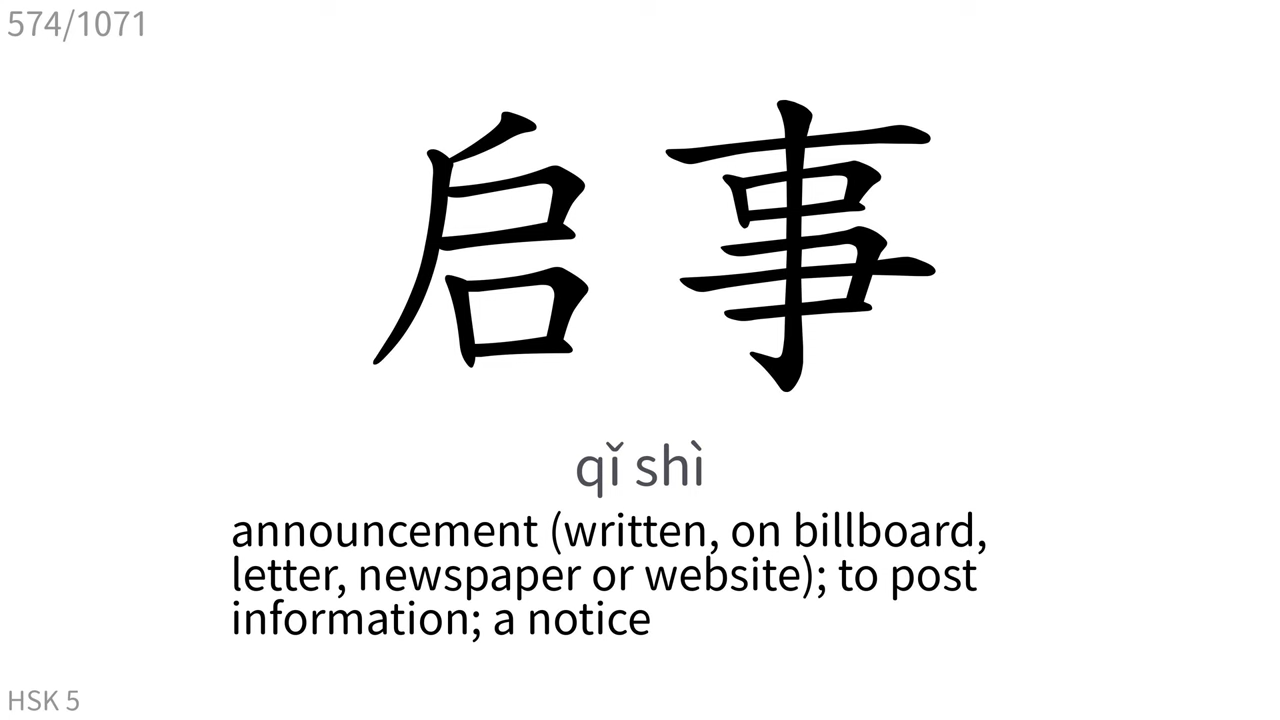 574/1071
启事
qǐ shì
announcement (written, on billboard,
letter, newspaper or website); to post
information; a notice
HSK 5